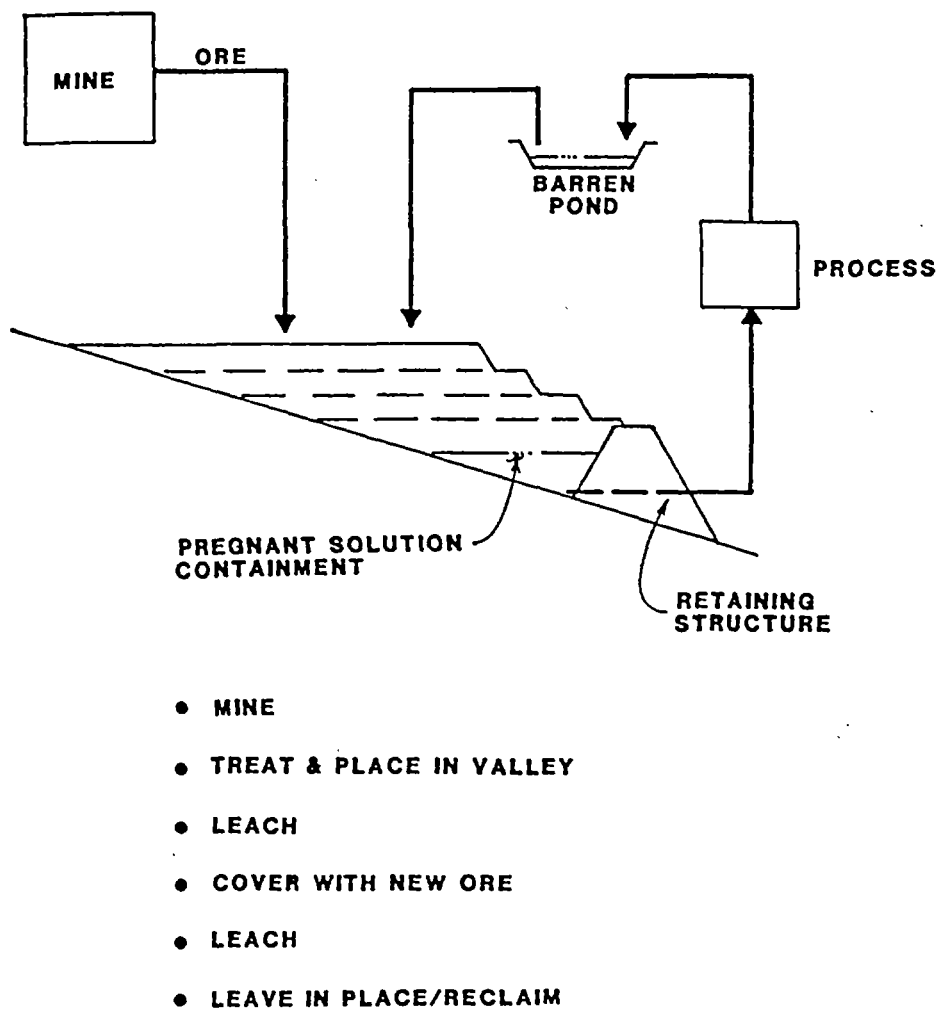 MINE
ORE
BARREN
POND
PROCESS
PREGNANT SOLUTION
CONTAINMENT
RETAINING
STRUCTURE
● MINE
● TREAT & PLACE IN VALLEY
● LEACH
● COVER WITH NEW ORE
● LEACH
● LEAVE IN PLACE/RECLAIM